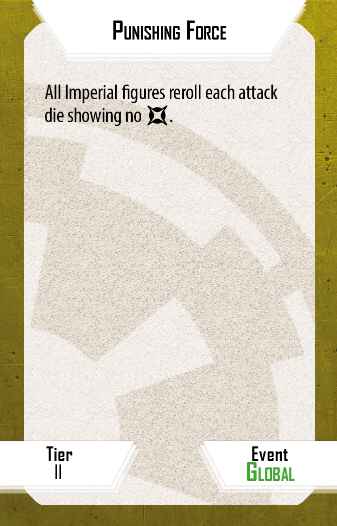 Punishing Force
All Imperial figures reroll each attack
die showing no .
Tier
II
Event
Global